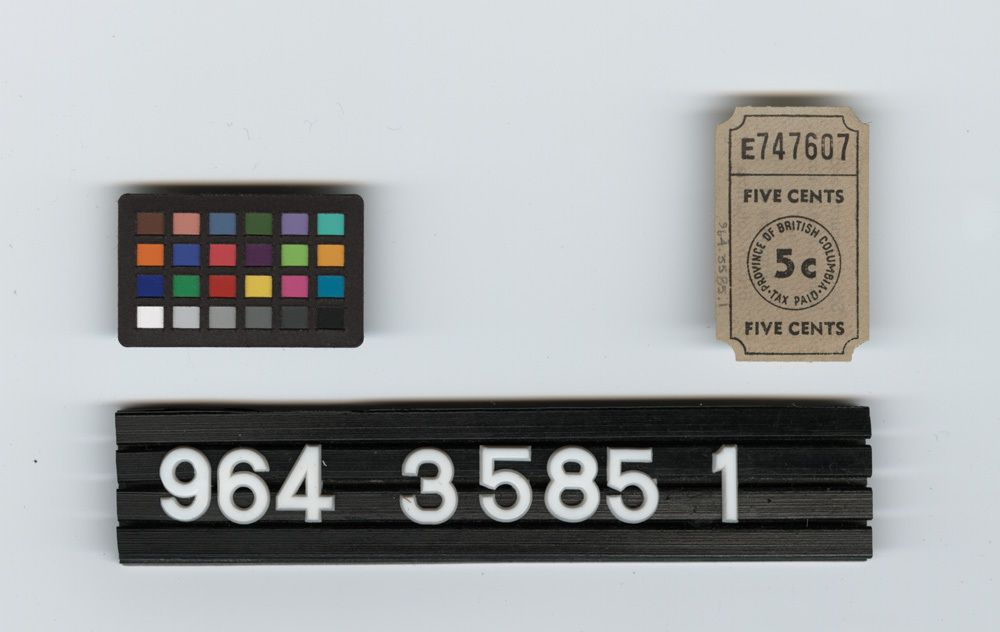 E747607
FIVE CENTS
PROVINCE OF BRITISH COLUMBIA
5c
• TAX PAID •
FIVE CENTS
964.3585.1
964 3585 1